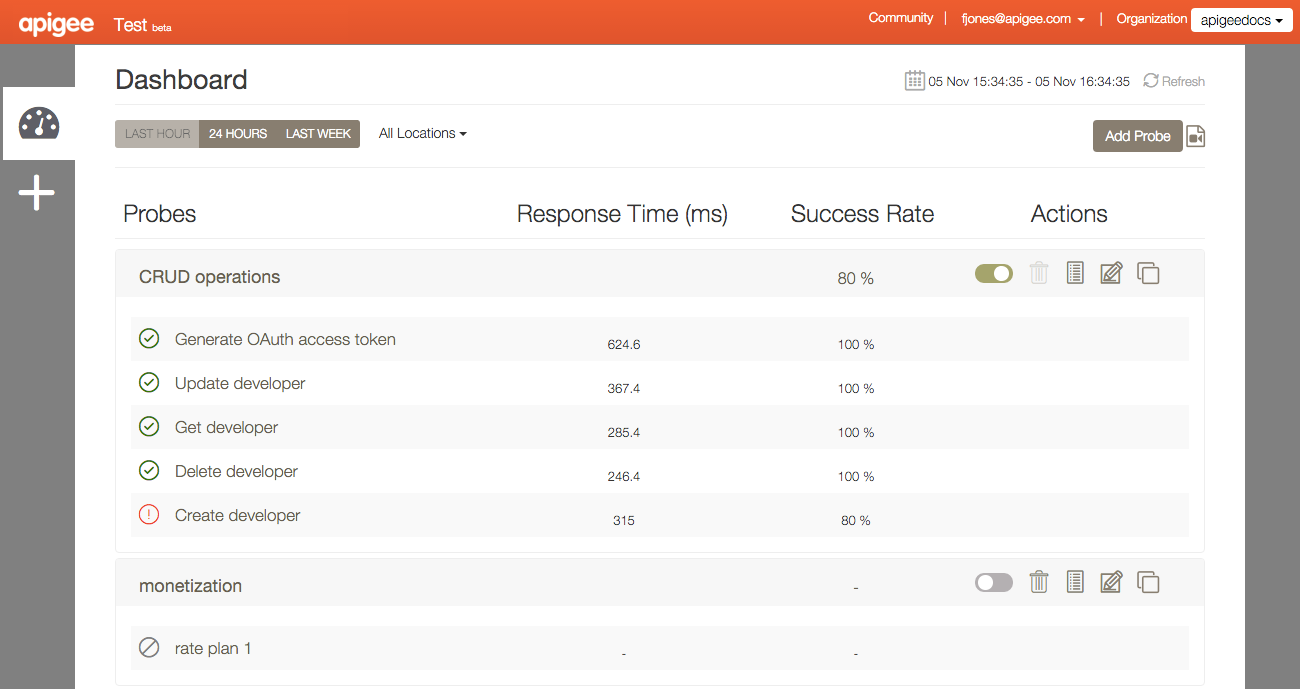 apigee Test beta Community | fjones@apigee.com | Organization apigeedocs
Dashboard 05 Nov 15:34:35 - 05 Nov 16:34:35 Refresh
LAST HOUR 24 HOURS LAST WEEK All Locations Add Probe
Probes Response Time (ms) Success Rate Actions
CRUD operations 80 %
Generate OAuth access token 624.6 100 %
Update developer 367.4 100 %
Get developer 285.4 100 %
Delete developer 246.4 100 %
Create developer 315 80 %
monetization -
rate plan 1 - -